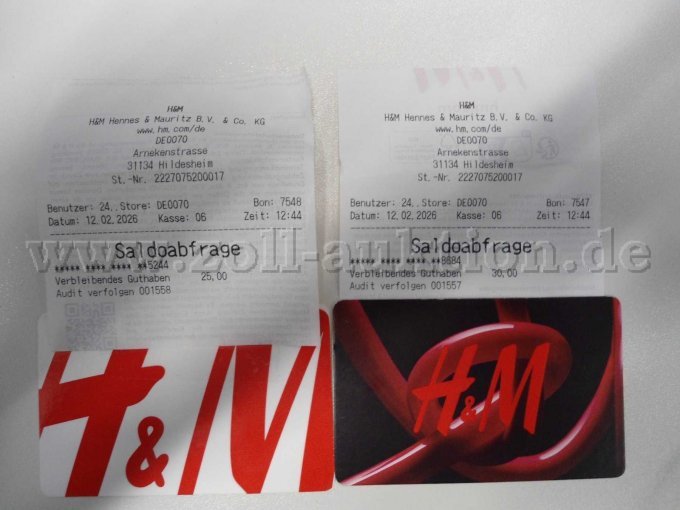 H&M
H&M Hennes & Mauritz B.V. & Co. KG
www.hm.com/de
DE0070
Arnekenstrasse
31134 Hildesheim
St.-Nr. 2227075200017
Benutzer: 24,,Store: DE0070 Bon: 7548
Datum: 12.02.2026 Kasse: 06 Zeit: 12:44
Saldoabfrage
***** **** **** **5244
Verbleibendes Guthaben 25,00
Audit verfolgen 001558
H&M
H&M
H&M Hennes & Mauritz B.V. & Co. KG
www.hm.com/de
DE0070
Arnekenstrasse
31134 Hildesheim
St.-Nr. 2227075200017
Benutzer: 24,,Store: DE0070 Bon: 7547
Datum: 12.02.2026 Kasse: 06 Zeit: 12:44
Saldoabfrage
***** **** **** **8684
Verbleibendes Guthaben 30,00
Audit verfolgen 001557
H&M
www.zoll-auktion.de